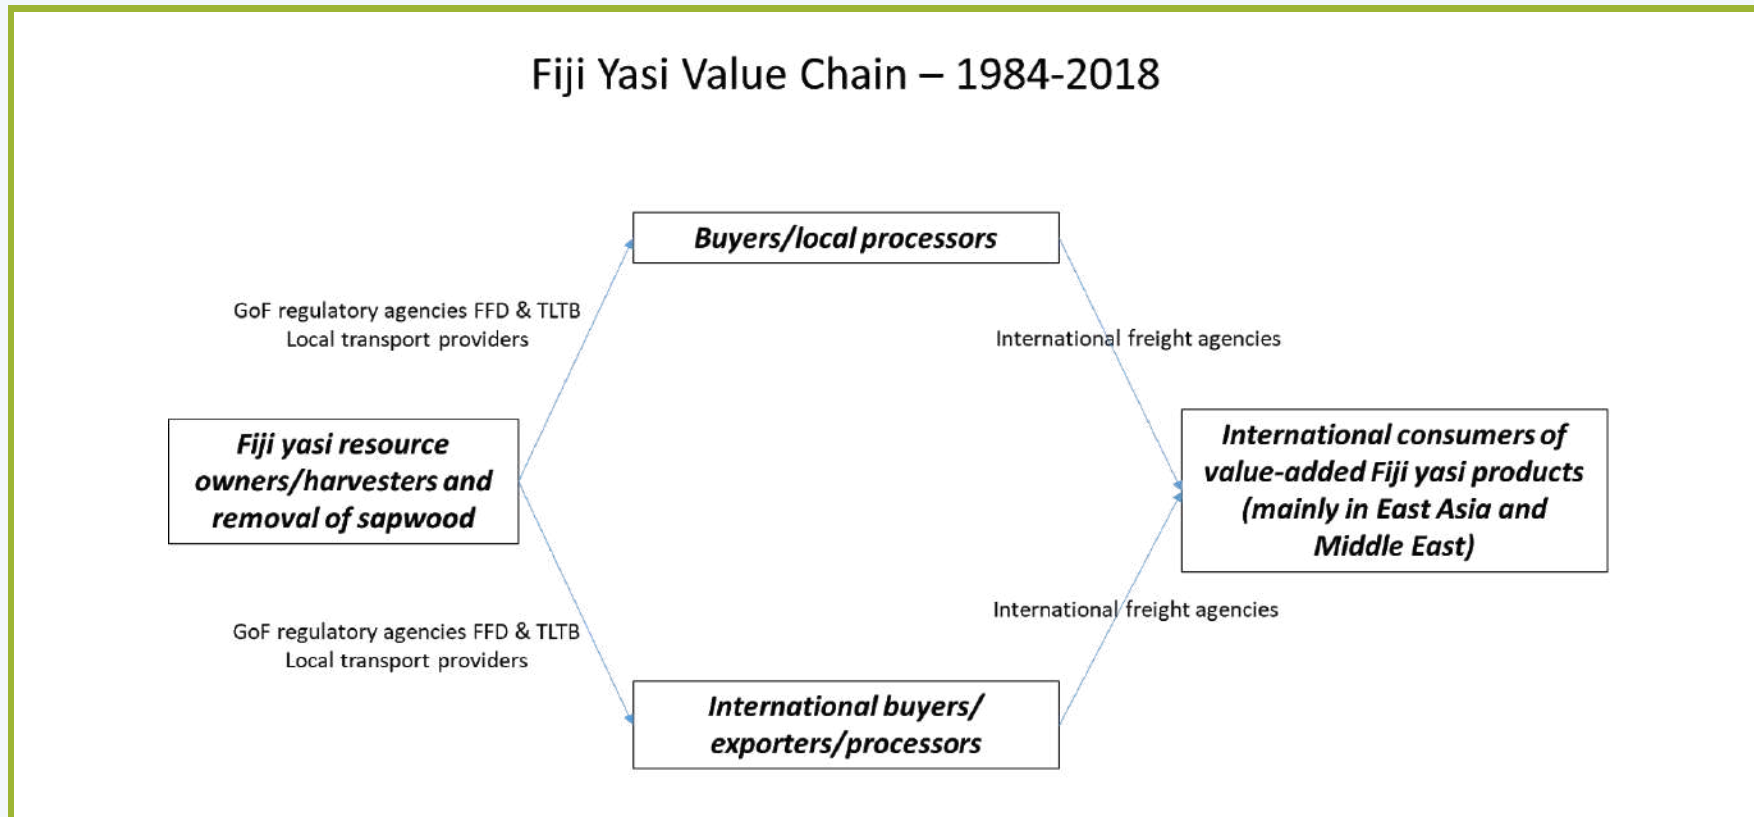 Fiji Yasi Value Chain – 1984-2018
Buyers/local processors
GoF regulatory agencies FFD & TLTB
Local transport providers
International freight agencies
Fiji yasi resource
owners/harvesters and
removal of sapwood
International consumers of
value-added Fiji yasi products
(mainly in East Asia and
Middle East)
GoF regulatory agencies FFD & TLTB
Local transport providers
International freight agencies
International buyers/
exporters/processors